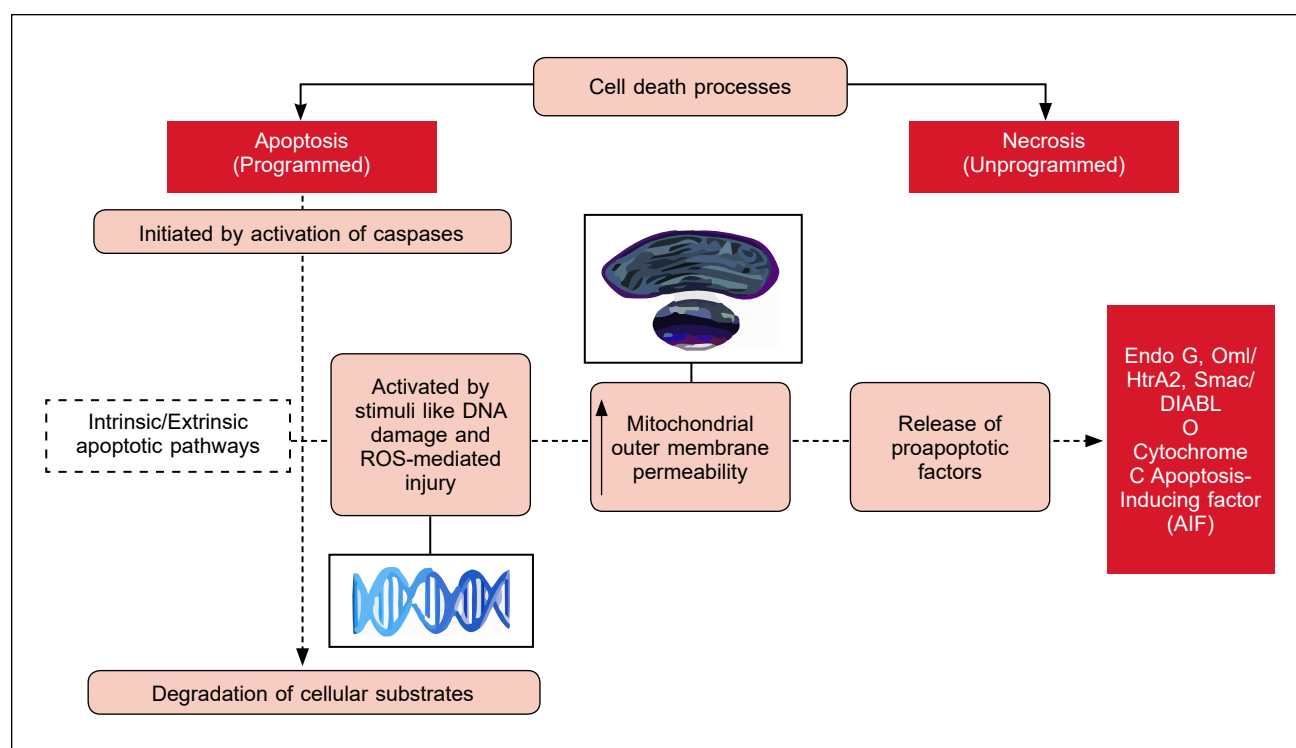 Cell death processes
Apoptosis
(Programmed)
Necrosis
(Unprogrammed)
Initiated by activation of caspases
Intrinsic/Extrinsic
apoptotic pathways
Activated by
stimuli like DNA
damage and
ROS-mediated
injury
Mitochondrial
outer membrane
permeability
Release of
proapoptotic
factors
Endo G, Oml/
HtrA2, Smac/
DIABL
O
Cytochrome
C Apoptosis-
Inducing factor
(AIF)
Degradation of cellular substrates